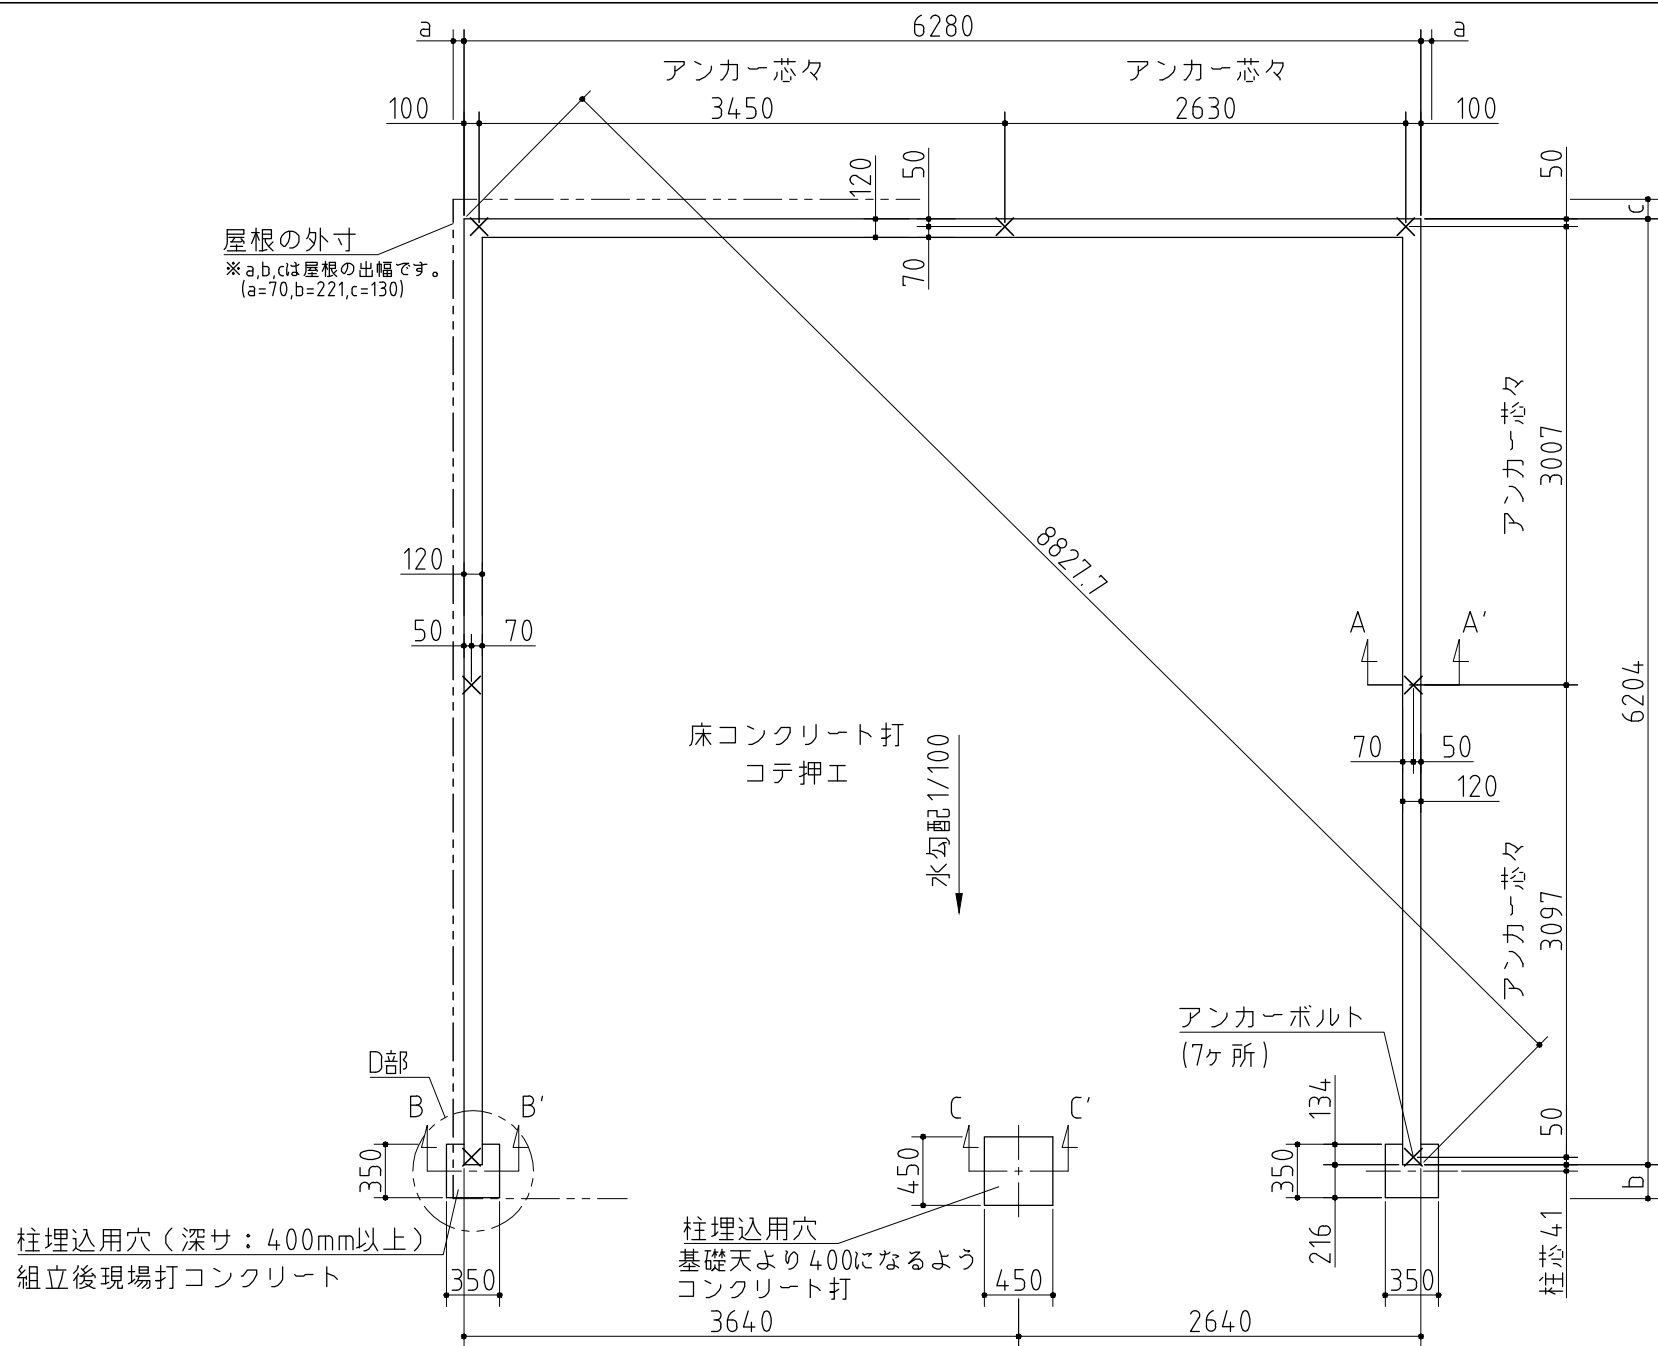 a
6280
a
アンカー芯々
アンカー芯々
100
3450
2630
100
120
50
50
c
屋根の外寸
※a,b,cは屋根の出幅です。
(a=70,b=221,c=130)
70
アンカー芯々
3007
8827.7
120
50
70
A
A'
6204
床コンクリート打
コテ押エ
水勾配1/100
70
50
120
アンカー芯々
3097
アンカーボルト
(7ヶ所)
D部
B
B'
C
C'
134
50
350
450
350
b
柱埋込用穴(深サ:400mm以上)
組立後現場打コンクリート
柱埋込用穴
基礎天より400になるよう
コンクリート打
216
柱芯41
350
450
350
3640
2640